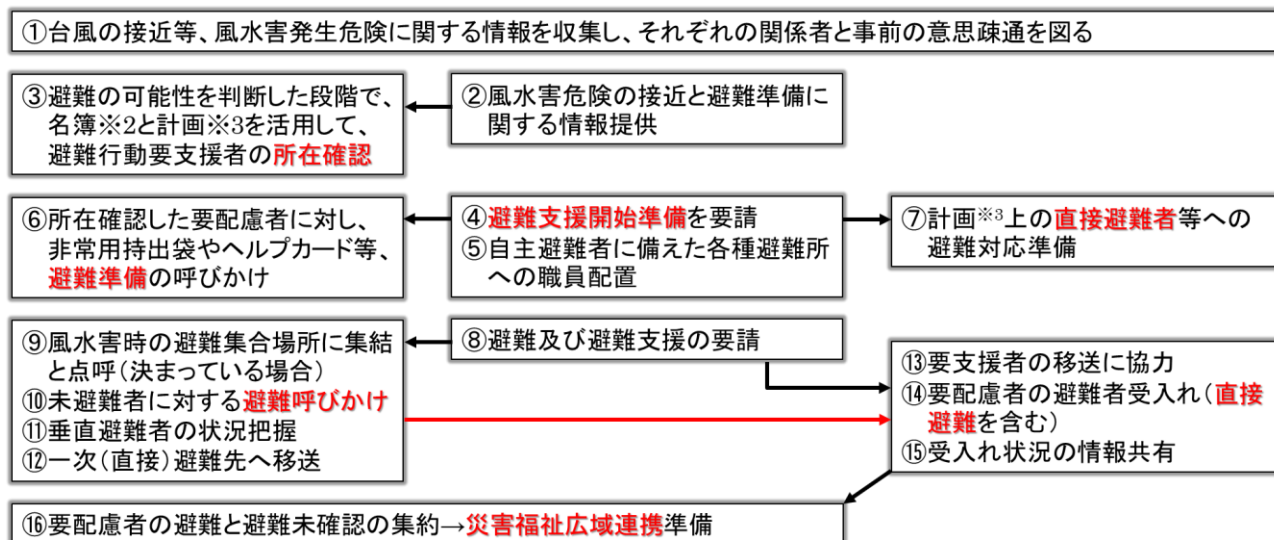 ①台風の接近等、風水害発生危険に関する情報を収集し、それぞれの関係者と事前の意思疎通を図る
③避難の可能性を判断した段階で、
名簿※2と計画※3を活用して、
避難行動要支援者の所在確認
②風水害危険の接近と避難準備に
関する情報提供
⑥所在確認した要配慮者に対し、
非常用持出袋やヘルプカード等、
避難準備の呼びかけ
④避難支援開始準備を要請
⑤自主避難者に備えた各種避難所
への職員配置
⑦計画※3上の直接避難者等への
避難対応準備
⑨風水害時の避難集合場所に集結
と点呼（決まっている場合）
⑩未避難者に対する避難呼びかけ
⑪垂直避難者の状況把握
⑫一次（直接）避難先へ移送
⑧避難及び避難支援の要請
⑬要支援者の移送に協力
⑭要配慮者の避難者受入れ（直接
避難を含む）
⑮受入れ状況の情報共有
⑯要配慮者の避難と避難未確認の集約→災害福祉広域連携準備